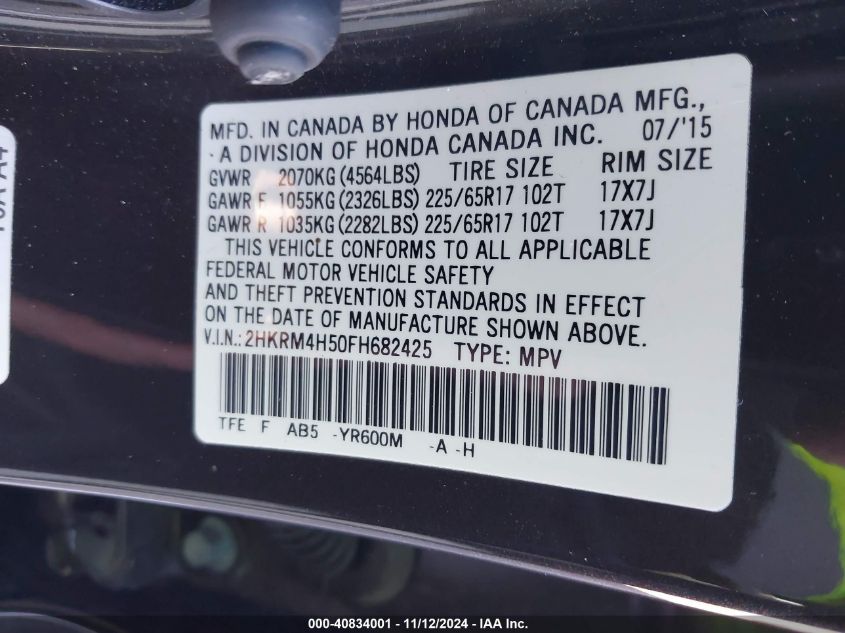 MFD. IN CANADA BY HONDA OF CANADA MFG.,
- A DIVISION OF HONDA CANADA INC. 07/'15
GVWR 2070KG(4564LBS) TIRE SIZE RIM SIZE
GAWR F 1055KG(2326LBS) 225/65R17 102T 17X7J
GAWR R 1035KG(2282LBS) 225/65R17 102T 17X7J
THIS VEHICLE CONFORMS TO ALL APPLICABLE
FEDERAL MOTOR VEHICLE SAFETY
AND THEFT PREVENTION STANDARDS IN EFFECT
ON THE DATE OF MANUFACTURE SHOWN ABOVE.
V.I.N.: 2HKRM4H50FH682425 TYPE: MPV
TFE F AB5 -YR600M -A -H
000-40834001 - 11/12/2024 - IAA Inc.